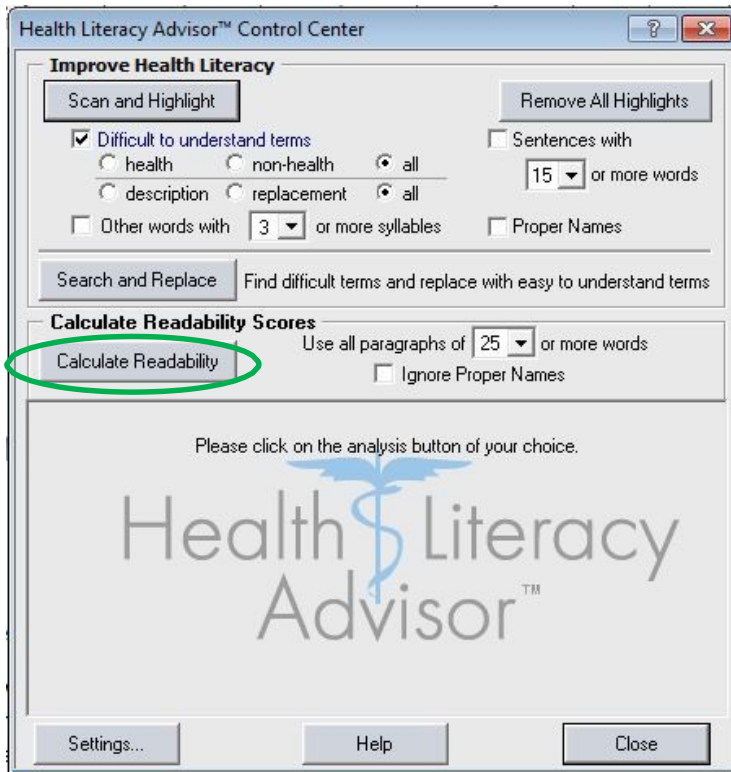 Health Literacy Advisor™ Control Center
Improve Health Literacy
Scan and Highlight Remove All Highlights
Difficult to understand terms Sentences with
health non-health all
15 or more words
description replacement all
Other words with 3 or more syllables Proper Names
Search and Replace Find difficult terms and replace with easy to understand terms
Calculate Readability Scores
Use all paragraphs of 25 or more words
Calculate Readability
Ignore Proper Names
Please click on the analysis button of your choice.
Health Literacy
Advisor™
Settings... Help Close